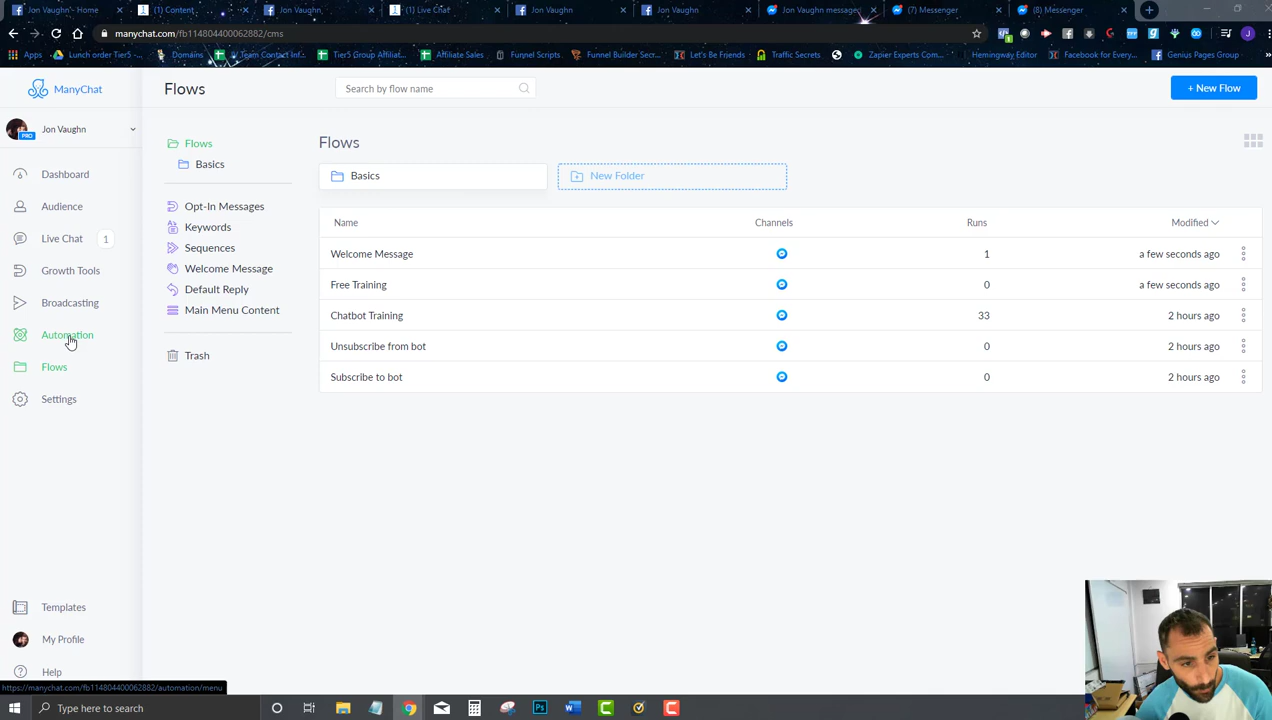 Jon Vaughn' - Home
(1) Content
Jon Vaughn
(1) Live Chat
Jon Vaughn
Jon Vaughn
Jon Vaughn messages
(7) Messenger
(8) Messenger
manychat.com/fb114804400062882/cms
Apps
Lunch order Tier5 -...
Domains
IV Team Contact Inf...
Tier5 Group Affiliat...
Affiliate Sales
Funnel Scripts
Funnel Builder Secr...
Let's Be Friends
Traffic Secrets
Zapier Experts Com...
Hemingway Editor
Facebook for Every...
Genius Pages Group
ManyChat
Flows
Search by flow name
+ New Flow
Jon Vaughn
PRO
Dashboard
Audience
Live Chat 1
Growth Tools
Broadcasting
Automation
Flows
Settings
Templates
My Profile
Help
Flows
Basics
Opt-In Messages
Keywords
Sequences
Welcome Message
Default Reply
Main Menu Content
Trash
Flows
Basics
New Folder
Name Channels Runs Modified
Welcome Message 1 a few seconds ago
Free Training 0 a few seconds ago
Chatbot Training 33 2 hours ago
Unsubscribe from bot 0 2 hours ago
Subscribe to bot 0 2 hours ago
https://manychat.com/fb114804400062882/automation/menu
Type here to search